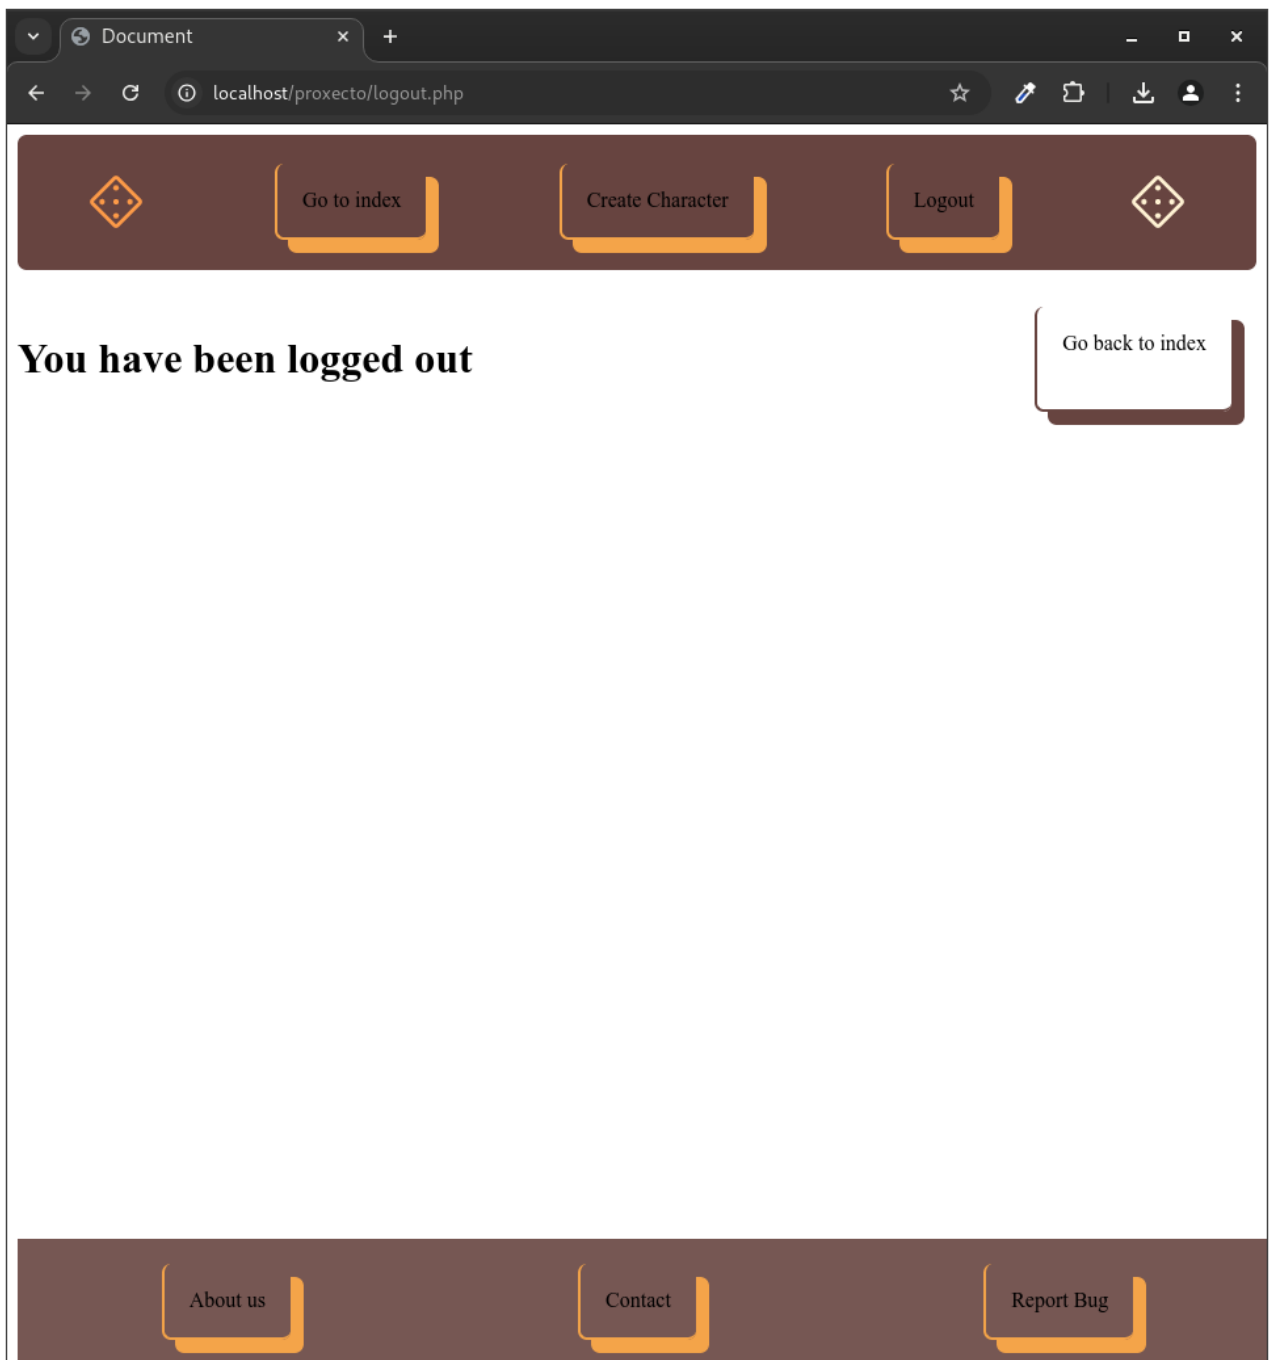 Document
localhost/proxecto/logout.php
Go to index
Create Character
Logout
You have been logged out
Go back to index
About us
Contact
Report Bug